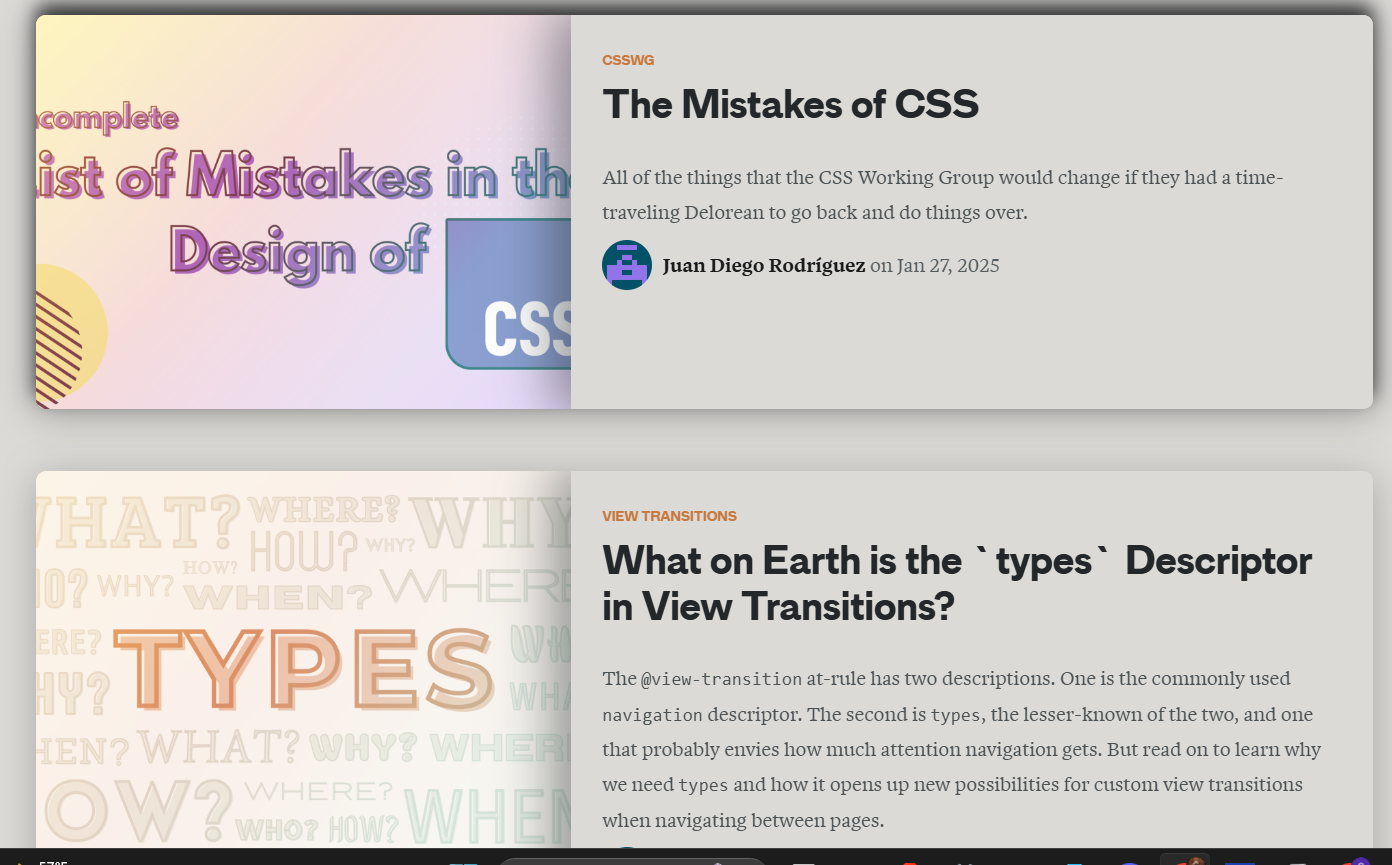 ncomplete
ist of Mistakes in the
Design of
CSS
CSSWG
The Mistakes of CSS
All of the things that the CSS Working Group would change if they had a time-
traveling Delorean to go back and do things over.
Juan Diego Rodríguez on Jan 27, 2025
WHAT? WHERE? WHY
HOW? WHY?
HO? WHY? HOW? WHEN? WHERE
ERE? TYPES WH
HY? WHA
HEN? WHAT? WHY? WHERE
OW? WHERE? WHEN
WHO? HOW?
VIEW TRANSITIONS
What on Earth is the `types` Descriptor
in View Transitions?
The @view-transition at-rule has two descriptions. One is the commonly used
navigation descriptor. The second is types, the lesser-known of the two, and one
that probably envies how much attention navigation gets. But read on to learn why
we need types and how it opens up new possibilities for custom view transitions
when navigating between pages.